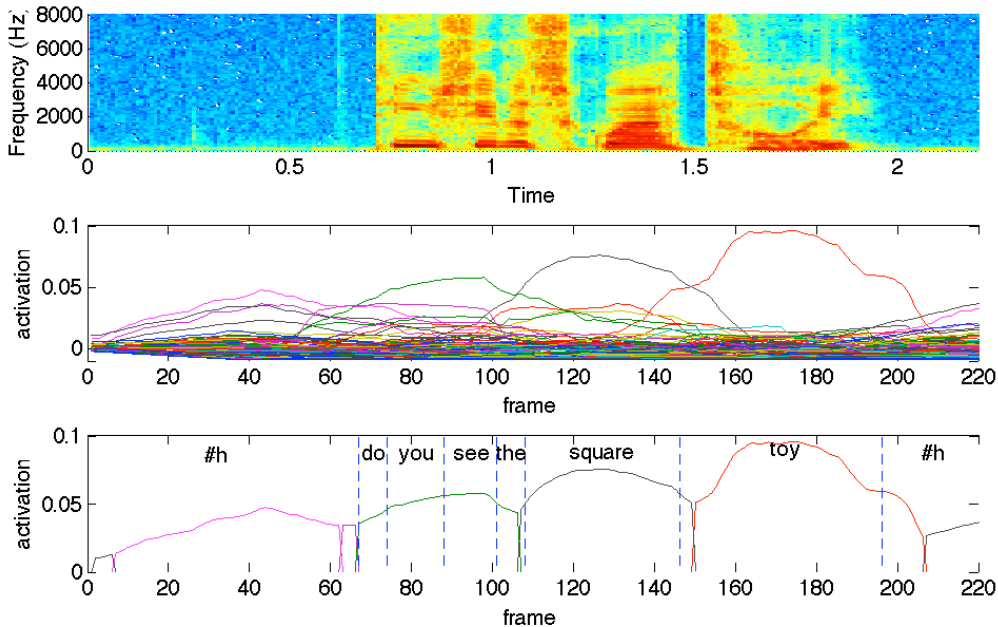 Frequency (Hz)
8000
6000
4000
2000
0
0 0.5 1 1.5 2
Time
activation
0.1
0.05
0
0 20 40 60 80 100 120 140 160 180 200 220
frame
activation
0.1
0.05
0
#h do you see the square toy #h
0 20 40 60 80 100 120 140 160 180 200 220
frame